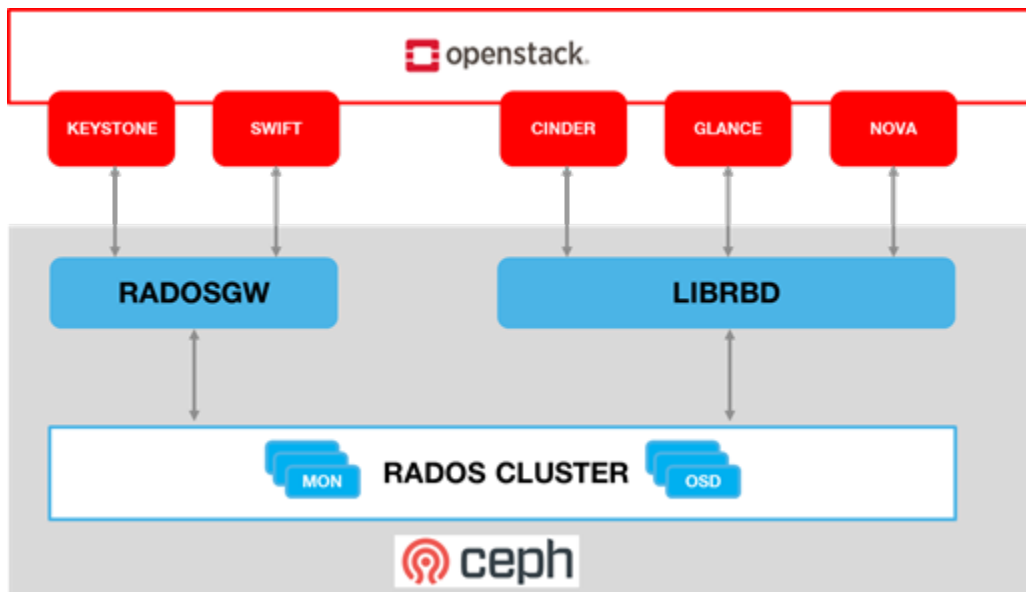 openstack.
KEYSTONE
SWIFT
CINDER
GLANCE
NOVA
RADOSGW
LIBRBD
MON
RADOS CLUSTER
OSD
ceph